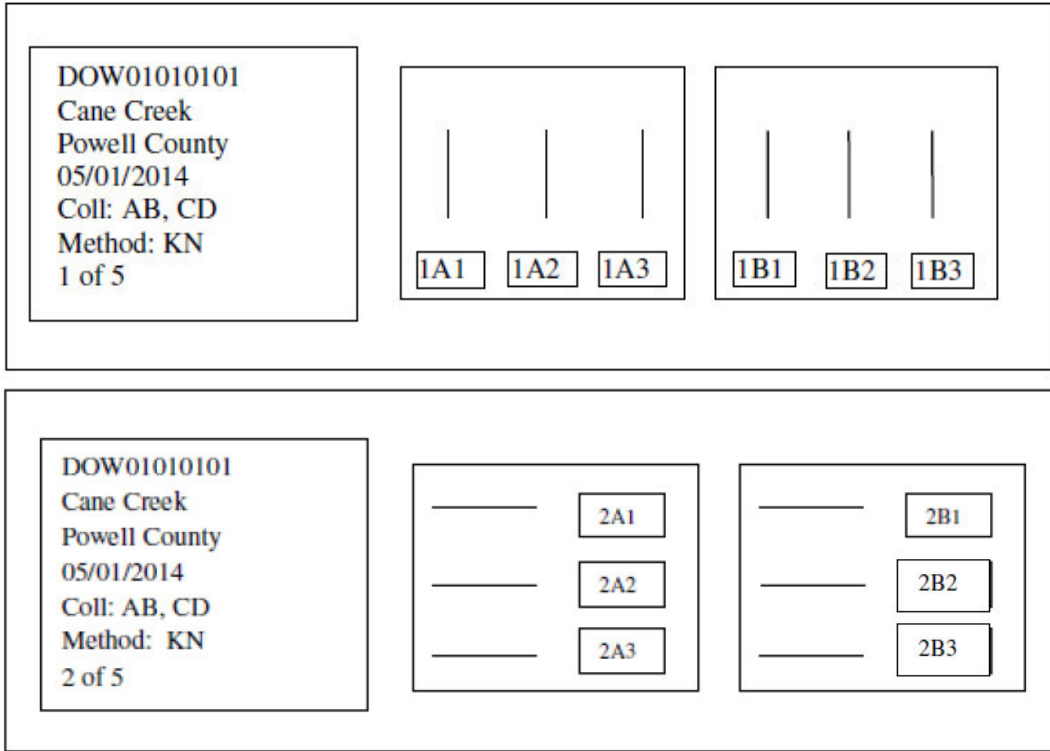 DOW01010101
Cane Creek
Powell County
05/01/2014
Coll: AB, CD
Method: KN
1 of 5
1A1 1A2 1A3
1B1 1B2 1B3
DOW01010101
Cane Creek
Powell County
05/01/2014
Coll: AB, CD
Method: KN
2 of 5
2A1
2A2
2A3
2B1
2B2
2B3